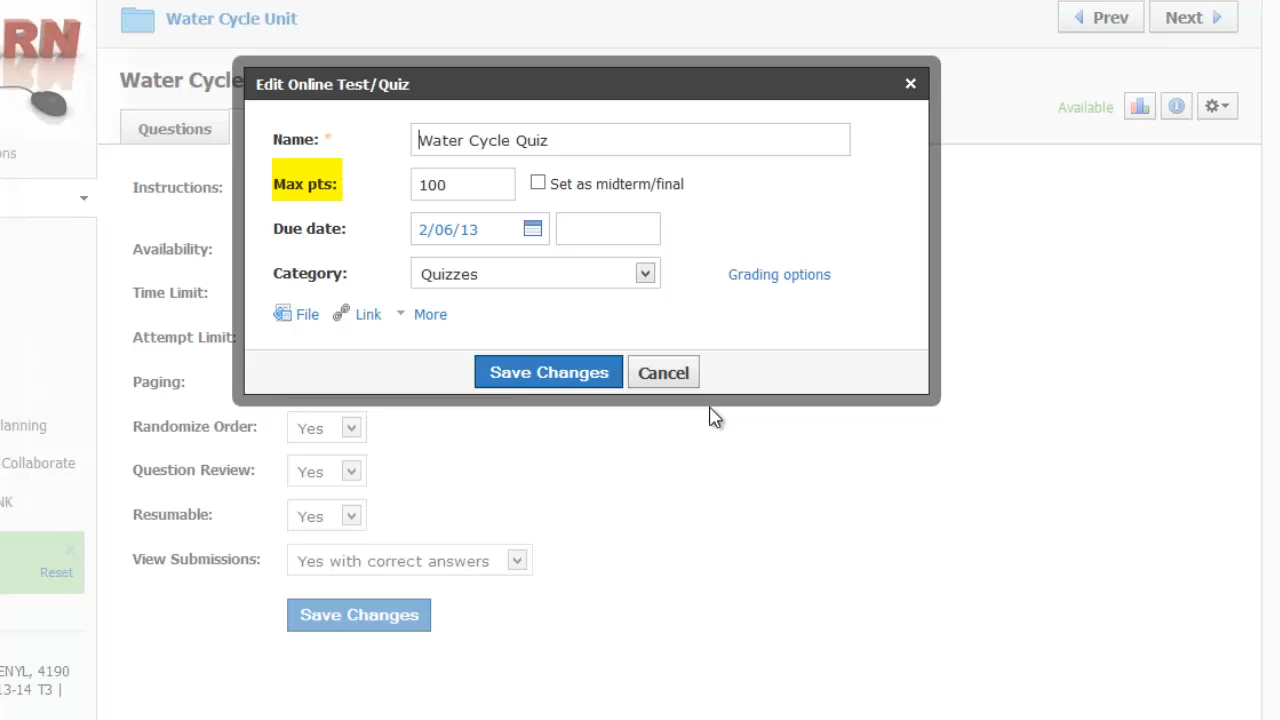 RN
Water Cycle Unit
Prev
Next
Water Cycle
Edit Online Test/Quiz
Available
Questions
Name: *
Water Cycle Quiz
ons
Instructions:
Max pts:
100
Set as midterm/final
Due date:
2/06/13
Availability:
Category:
Quizzes
Grading options
Time Limit:
File
Link
More
Attempt Limit:
Save Changes
Cancel
Paging:
lanning
Randomize Order:
Yes
Collaborate
Question Review:
Yes
NK
Resumable:
Yes
View Submissions:
Yes with correct answers
Reset
Save Changes
ENYL, 4190
13-14 T3 |